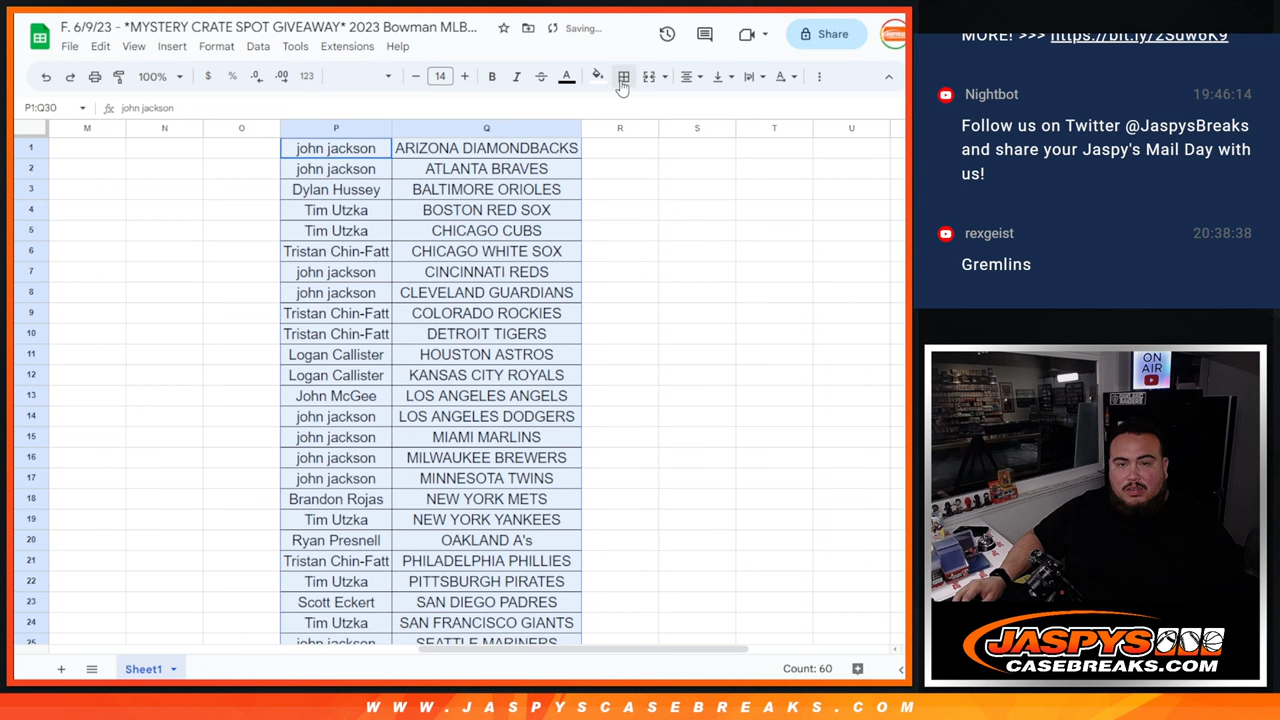 F. 6/9/23 - *MYSTERY CRATE SPOT GIVEAWAY* 2023 Bowman MLB...
Saving...
Share
File Edit View Insert Format Data Tools Extensions Help
100% $ % .0 .00 123 14 B I A
P1:Q30 fx john jackson
M N O P Q R S T U
1 john jackson ARIZONA DIAMONDBACKS
2 john jackson ATLANTA BRAVES
3 Dylan Hussey BALTIMORE ORIOLES
4 Tim Utzka BOSTON RED SOX
5 Tim Utzka CHICAGO CUBS
6 Tristan Chin-Fatt CHICAGO WHITE SOX
7 john jackson CINCINNATI REDS
8 john jackson CLEVELAND GUARDIANS
9 Tristan Chin-Fatt COLORADO ROCKIES
10 Tristan Chin-Fatt DETROIT TIGERS
11 Logan Callister HOUSTON ASTROS
12 Logan Callister KANSAS CITY ROYALS
13 John McGee LOS ANGELES ANGELS
14 john jackson LOS ANGELES DODGERS
15 john jackson MIAMI MARLINS
16 john jackson MILWAUKEE BREWERS
17 john jackson MINNESOTA TWINS
18 Brandon Rojas NEW YORK METS
19 Tim Utzka NEW YORK YANKEES
20 Ryan Presnell OAKLAND A's
21 Tristan Chin-Fatt PHILADELPHIA PHILLIES
22 Tim Utzka PITTSBURGH PIRATES
23 Scott Eckert SAN DIEGO PADRES
24 Tim Utzka SAN FRANCISCO GIANTS
25 john jackson SEATTLE MARINERS
Sheet1
Count: 60
MORE! >>> https://bit.ly/2Sdw6K9
Nightbot 19:46:14
Follow us on Twitter @JaspysBreaks
and share your Jaspy's Mail Day with
us!
rexgeist 20:38:38
Gremlins
ON
AIR
JASPYS
CASEBREAKS.COM
WWW.JASPYSCASEBREAKS.COM